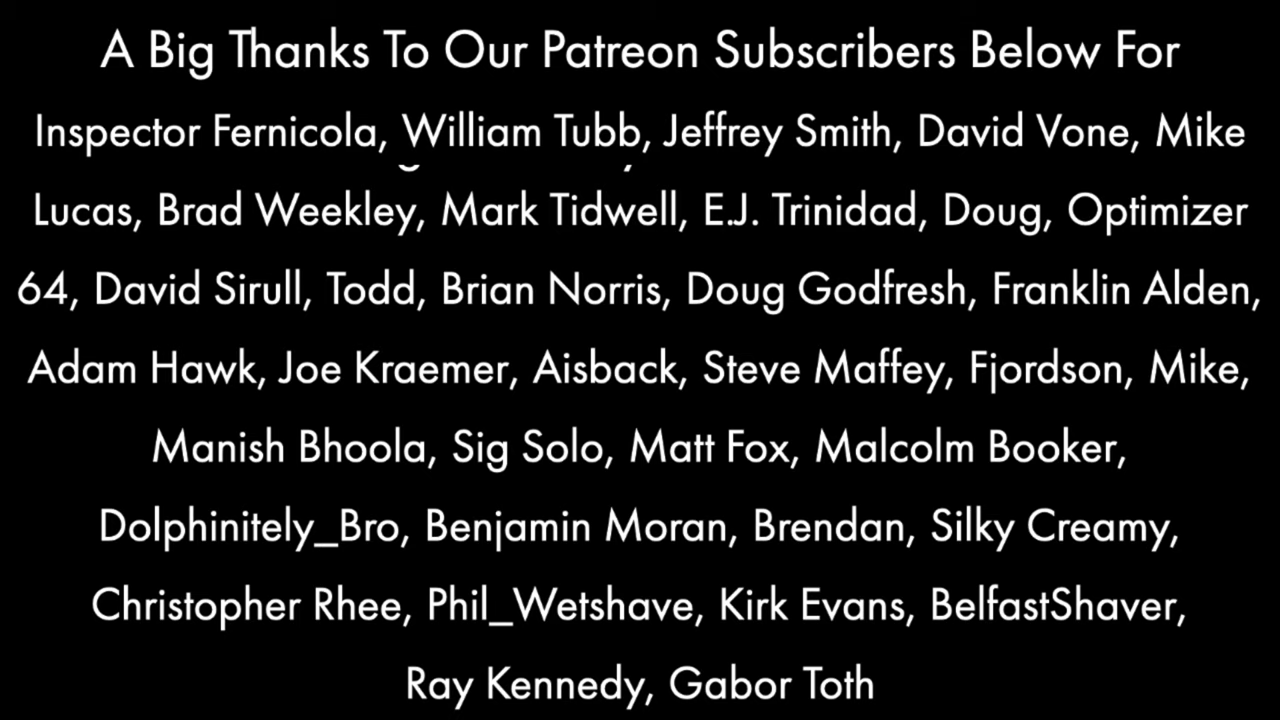 A Big Thanks To Our Patreon Subscribers Below For
Inspector Fernicola, William Tubb, Jeffrey Smith, David Vone, Mike
Lucas, Brad Weekley, Mark Tidwell, E.J. Trinidad, Doug, Optimizer
64, David Sirull, Todd, Brian Norris, Doug Godfresh, Franklin Alden,
Adam Hawk, Joe Kraemer, Aisback, Steve Maffey, Fjordson, Mike,
Manish Bhoola, Sig Solo, Matt Fox, Malcolm Booker,
Dolphinitely_Bro, Benjamin Moran, Brendan, Silky Creamy,
Christopher Rhee, Phil_Wetshave, Kirk Evans, BelfastShaver,
Ray Kennedy, Gabor Toth